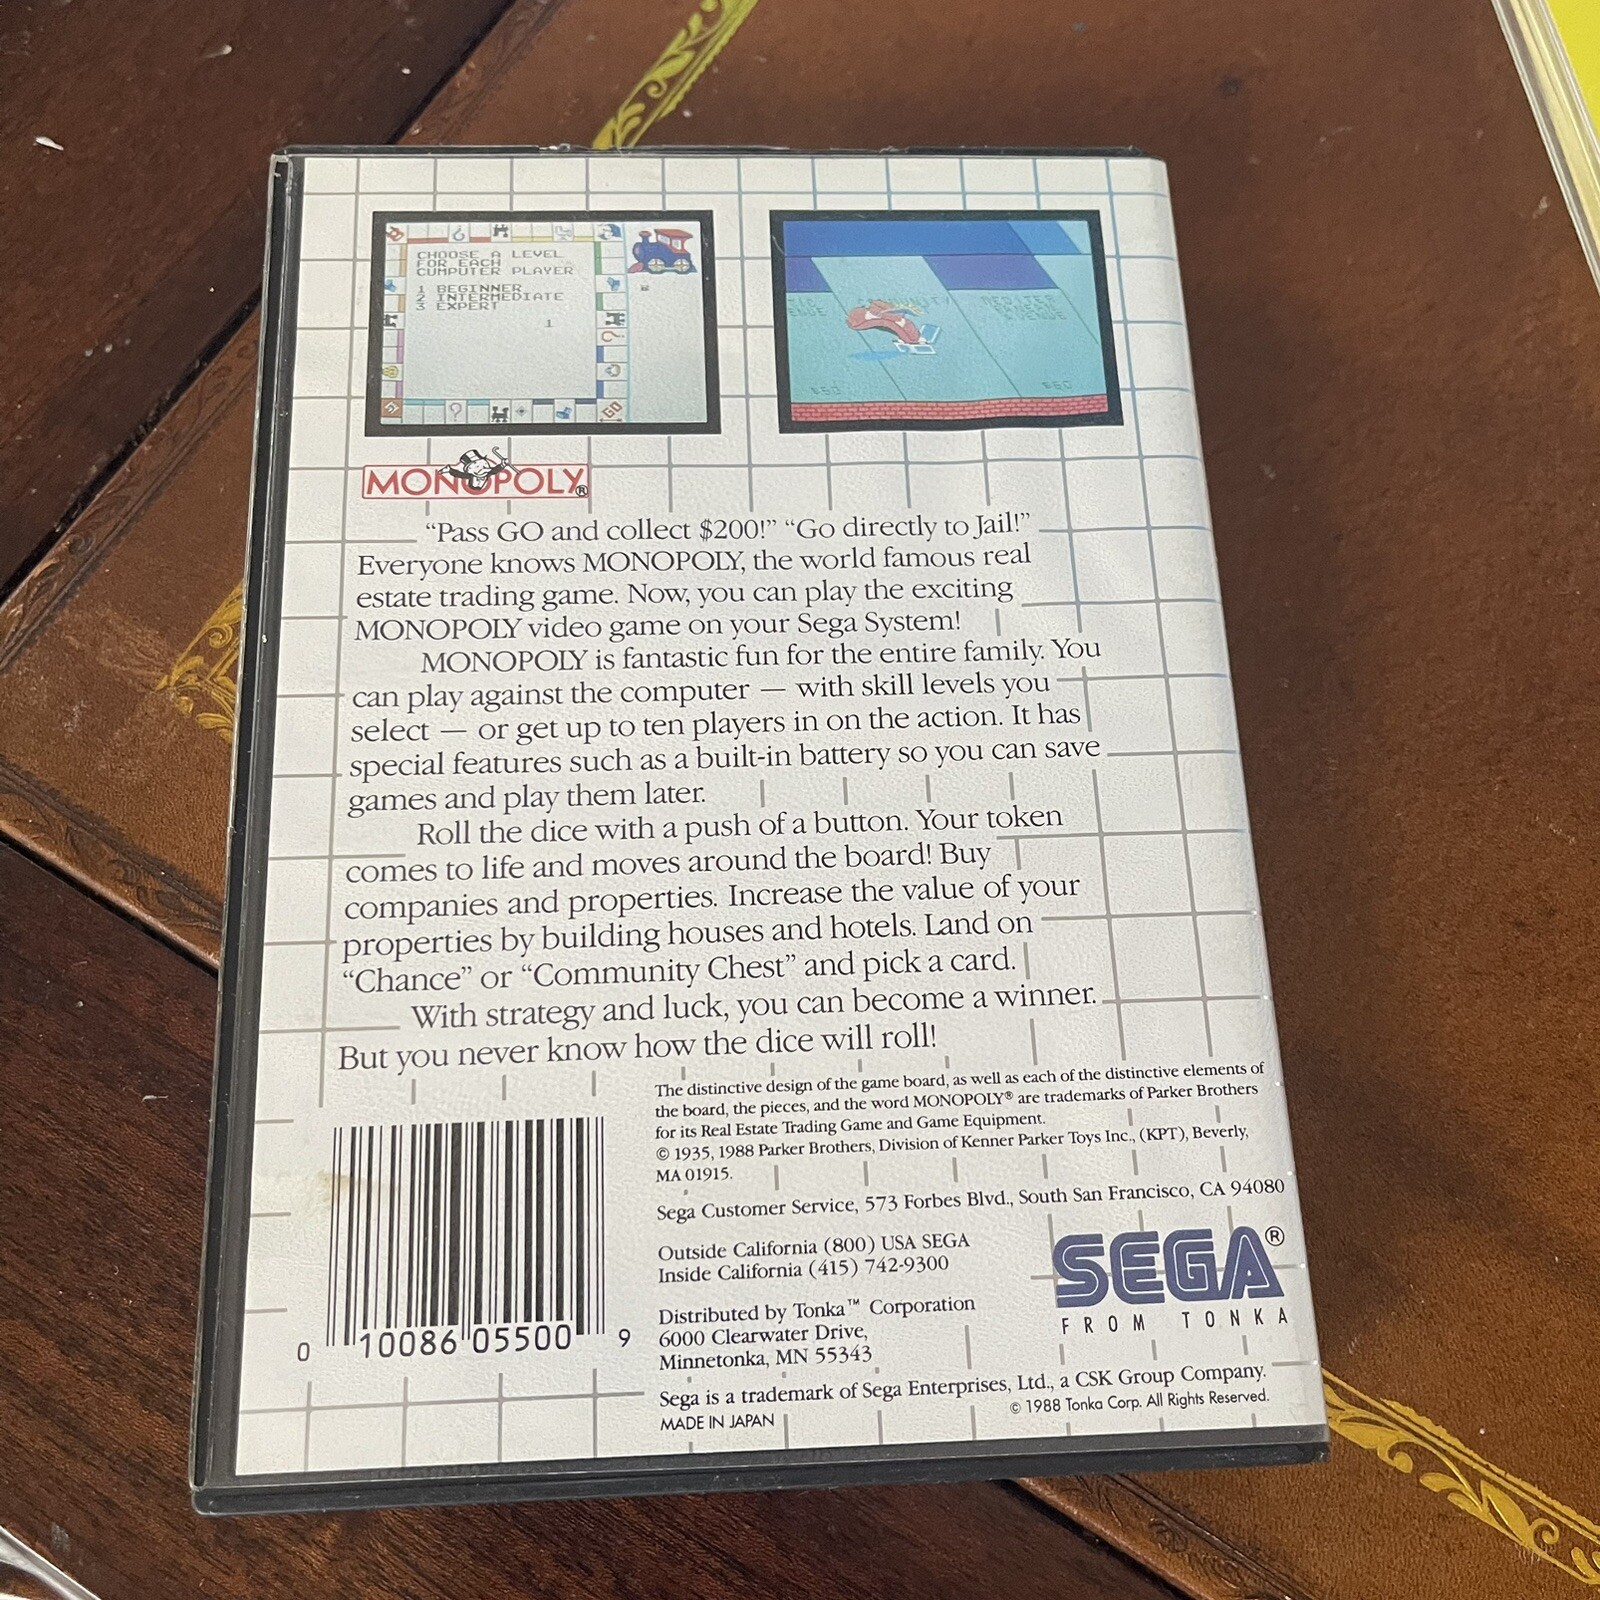 CHOOSE A LEVEL
FOR EACH
COMPUTER PLAYER
1 BEGINNER
2 INTERMEDIATE
3 EXPERT
1
GO
$60
$60
MONOPOLY®
“Pass GO and collect $200!” “Go directly to Jail!”
Everyone knows MONOPOLY, the world famous real
estate trading game. Now, you can play the exciting
MONOPOLY video game on your Sega System!
MONOPOLY is fantastic fun for the entire family. You
can play against the computer — with skill levels you
select — or get up to ten players in on the action. It has
special features such as a built-in battery so you can save
games and play them later.
Roll the dice with a push of a button. Your token
comes to life and moves around the board! Buy
companies and properties. Increase the value of your
properties by building houses and hotels. Land on
“Chance” or “Community Chest” and pick a card.
With strategy and luck, you can become a winner.
But you never know how the dice will roll!
The distinctive design of the game board, as well as each of the distinctive elements of
the board, the pieces, and the word MONOPOLY® are trademarks of Parker Brothers
for its Real Estate Trading Game and Game Equipment.
© 1935, 1988 Parker Brothers, Division of Kenner Parker Toys Inc., (KPT), Beverly,
MA 01915.
Sega Customer Service, 573 Forbes Blvd., South San Francisco, CA 94080
Outside California (800) USA SEGA
Inside California (415) 742-9300
SEGA®
FROM TONKA
Distributed by Tonka™ Corporation
6000 Clearwater Drive,
Minnetonka, MN 55343
Sega is a trademark of Sega Enterprises, Ltd., a CSK Group Company.
MADE IN JAPAN
© 1988 Tonka Corp. All Rights Reserved.
0 10086 05500 9